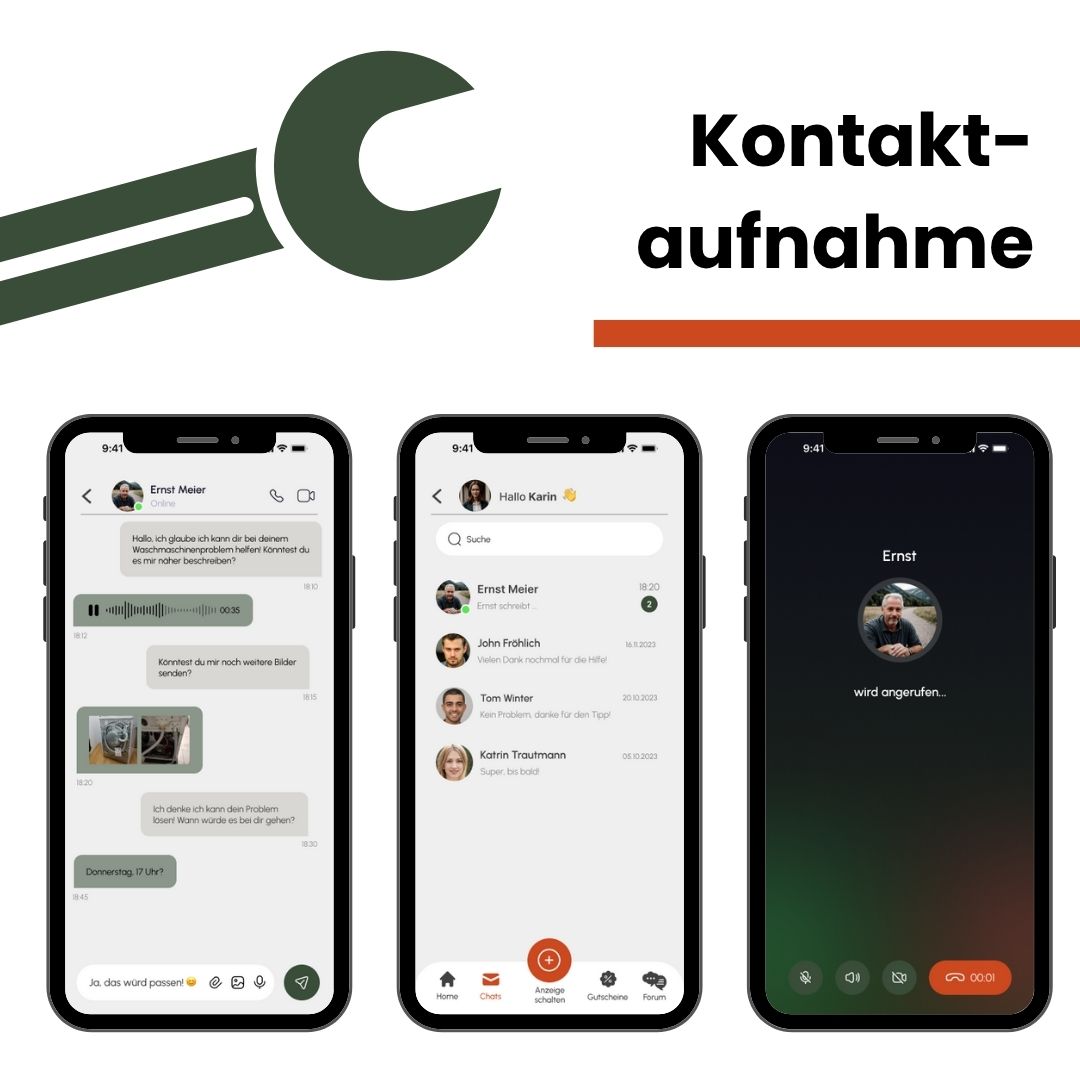 Kontakt-
aufnahme
9:41
Ernst Meier
Online
Hallo, ich glaube ich kann dir bei deinem
Waschmaschinenproblem helfen! Könntest du
es mir näher beschreiben?
18:10
00:35
18:12
Könntest du mir noch weitere Bilder
senden?
18:15
18:20
Ich denke ich kann dein Problem
lösen! Wann würde es bei dir gehen?
18:30
Donnerstag, 17 Uhr?
18:45
Ja, das würd passen! 😊
9:41
Hallo Karin 👋
Suche
Ernst Meier 18:20
Ernst schreibt ... 2
John Fröhlich 16.11.2023
Vielen Dank nochmal für die Hilfe!
Tom Winter 20.10.2023
Kein Problem, danke für den Tipp!
Katrin Trautmann 05.10.2023
Super, bis bald!
Home
Chats
Anzeige
schalten
Gutscheine
Forum
9:41
Ernst
wird angerufen...
00:01